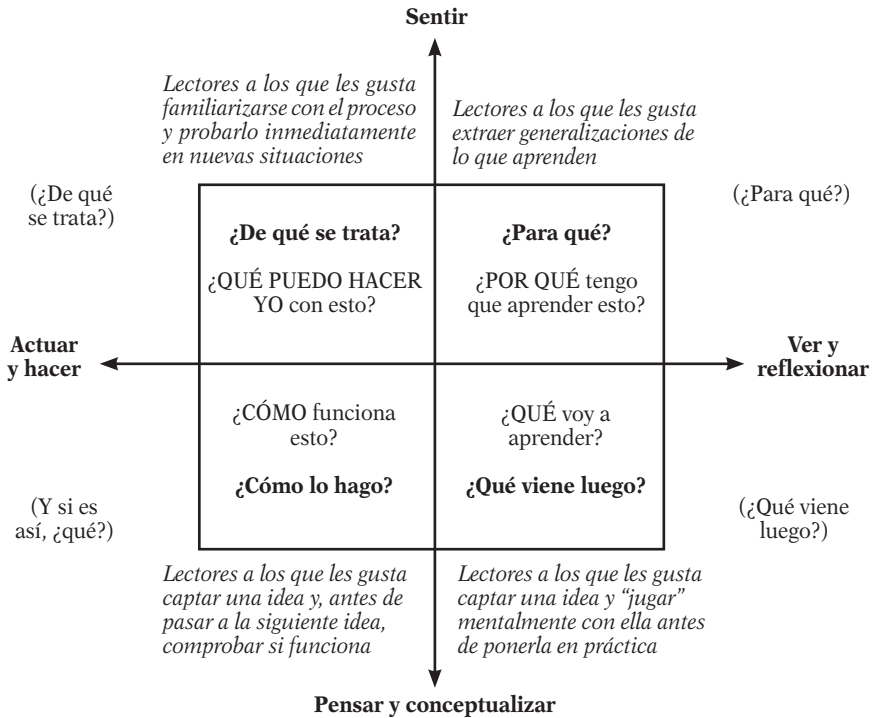 Sentir
Lectores a los que les gusta
familiarizarse con el proceso
y probarlo inmediatamente
en nuevas situaciones
Lectores a los que les gusta
extraer generalizaciones de
lo que aprenden
(¿De qué
se trata?)
(¿Para qué?)
¿De qué se trata?
¿QUÉ PUEDO HACER
YO con esto?
¿Para qué?
¿POR QUÉ tengo
que aprender esto?
Actuar
y hacer
Ver y
reflexionar
¿CÓMO funciona
esto?
¿Cómo lo hago?
¿QUÉ voy a
aprender?
¿Qué viene luego?
(Y si es
así, ¿qué?)
(¿Qué viene
luego?)
Lectores a los que les gusta
captar una idea y, antes de
pasar a la siguiente idea,
comprobar si funciona
Lectores a los que les gusta
captar una idea y “jugar”
mentalmente con ella antes
de ponerla en práctica
Pensar y conceptualizar